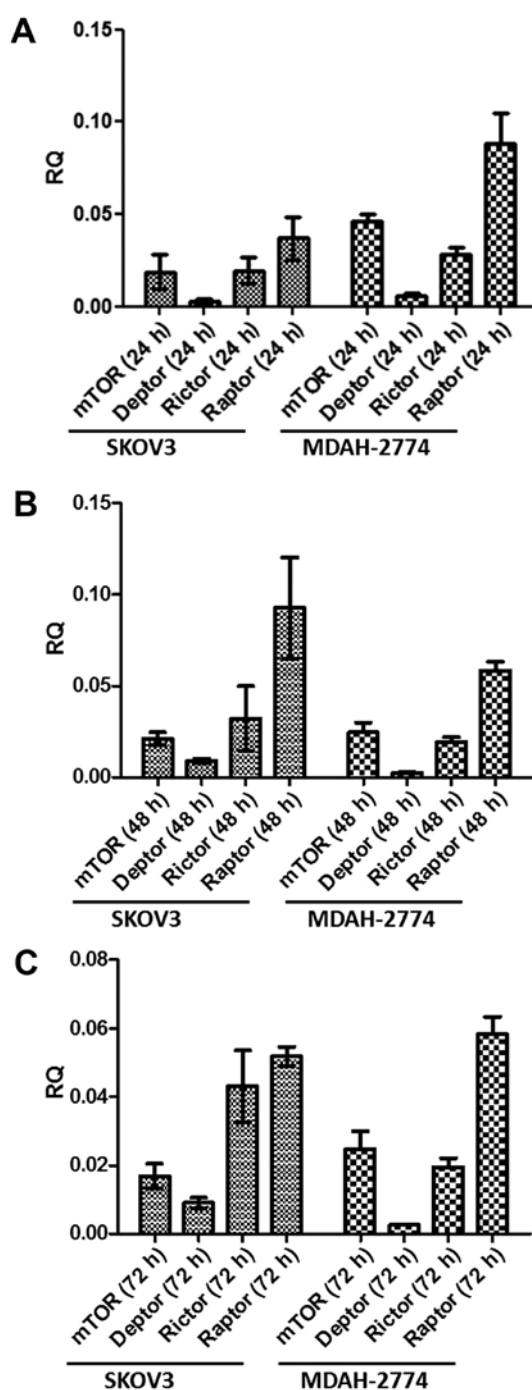 A
0.15
0.10
0.05
0.00
RQ
mTOR (24 h)
Deptor (24 h)
Rictor (24 h)
Raptor (24 h)
mTOR (24 h)
Deptor (24 h)
Rictor (24 h)
Raptor (24 h)
SKOV3
MDAH-2774
B
0.15
0.10
0.05
0.00
RQ
mTOR (48 h)
Deptor (48 h)
Rictor (48 h)
Raptor (48 h)
mTOR (48 h)
Deptor (48 h)
Rictor (48 h)
Raptor (48 h)
SKOV3
MDAH-2774
C
0.08
0.06
0.04
0.02
0.00
RQ
mTOR (72 h)
Deptor (72 h)
Rictor (72 h)
Raptor (72 h)
mTOR (72 h)
Deptor (72 h)
Rictor (72 h)
Raptor (72 h)
SKOV3
MDAH-2774